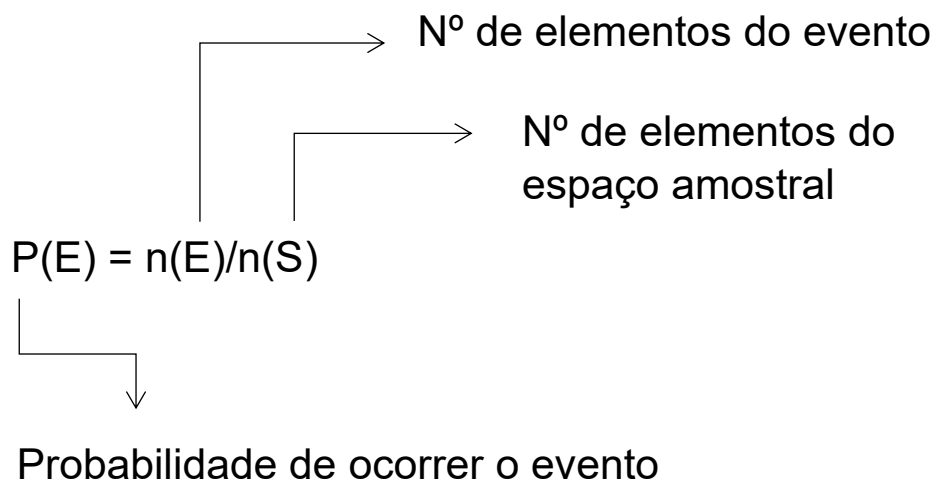 Nº de elementos do evento
Nº de elementos do
espaço amostral
P(E) = n(E)/n(S)
Probabilidade de ocorrer o evento